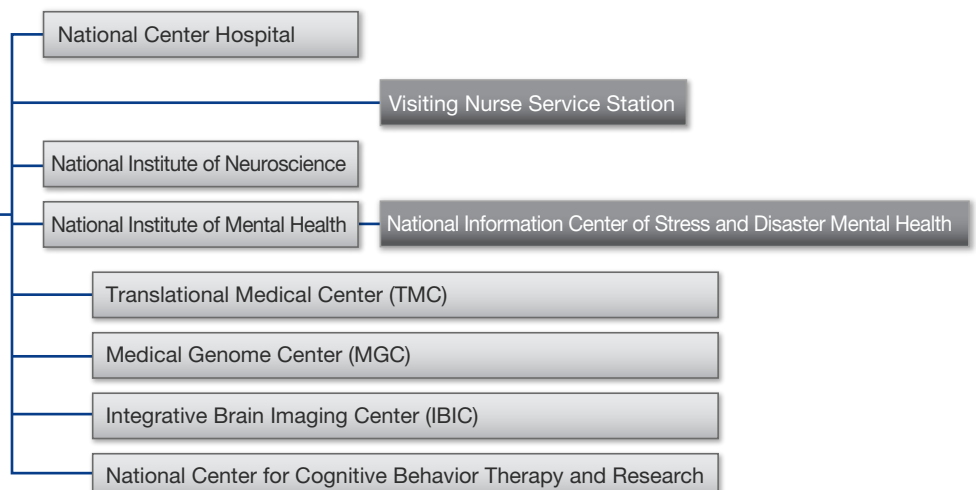 National Center Hospital
Visiting Nurse Service Station
National Institute of Neuroscience
National Institute of Mental Health
National Information Center of Stress and Disaster Mental Health
Translational Medical Center (TMC)
Medical Genome Center (MGC)
Integrative Brain Imaging Center (IBIC)
National Center for Cognitive Behavior Therapy and Research